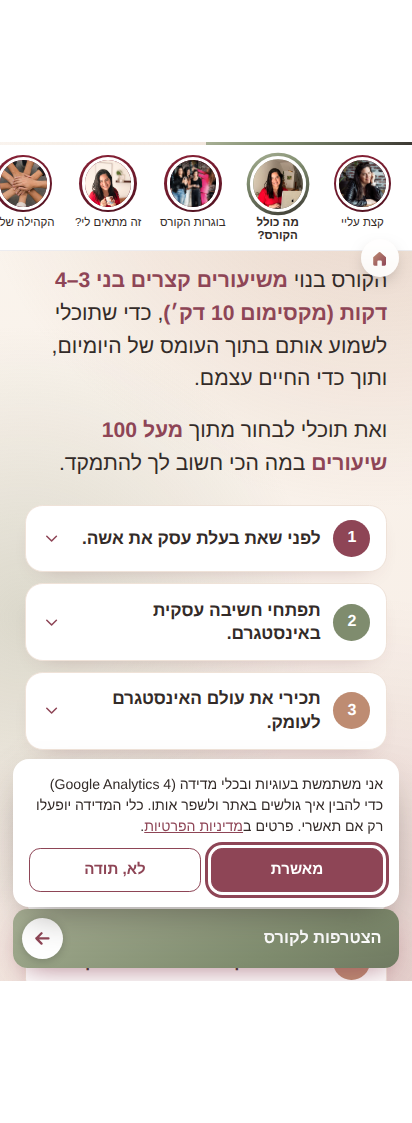 קצת עליי
מה כולל
הקורס?
בוגרות הקורס
זה מתאים לי?
הקהילה של
הקורס בנוי משיעורים קצרים בני 3–4
דקות (מקסימום 10 דק׳), כדי שתוכלי
לשמוע אותם בתוך העומס של היומיום,
ותוך כדי החיים עצמם.
ואת תוכלי לבחור מתוך מעל 100
שיעורים במה הכי חשוב לך להתמקד.
1
לפני שאת בעלת עסק את אשה.
2
תפתחי חשיבה עסקית
באינסטגרם.
3
תכירי את עולם האינסטגרם
לעומק.
אני משתמשת בעוגיות ובכלי מדידה (Google Analytics 4)
כדי להבין איך גולשים באתר ולשפר אותו. כלי המדידה יופעלו
רק אם תאשרי. פרטים במדיניות הפרטיות.
מאשרת
לא, תודה
הצטרפות לקורס